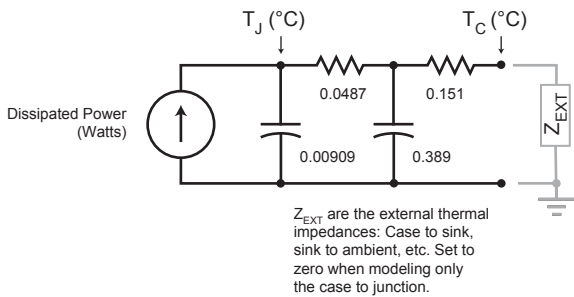 T_J (°C)
T_C (°C)
0.0487
0.151
Dissipated Power
(Watts)
Z_EXT
0.00909
0.389
Z_EXT are the external thermal
impedances: Case to sink,
sink to ambient, etc. Set to
zero when modeling only
the case to junction.